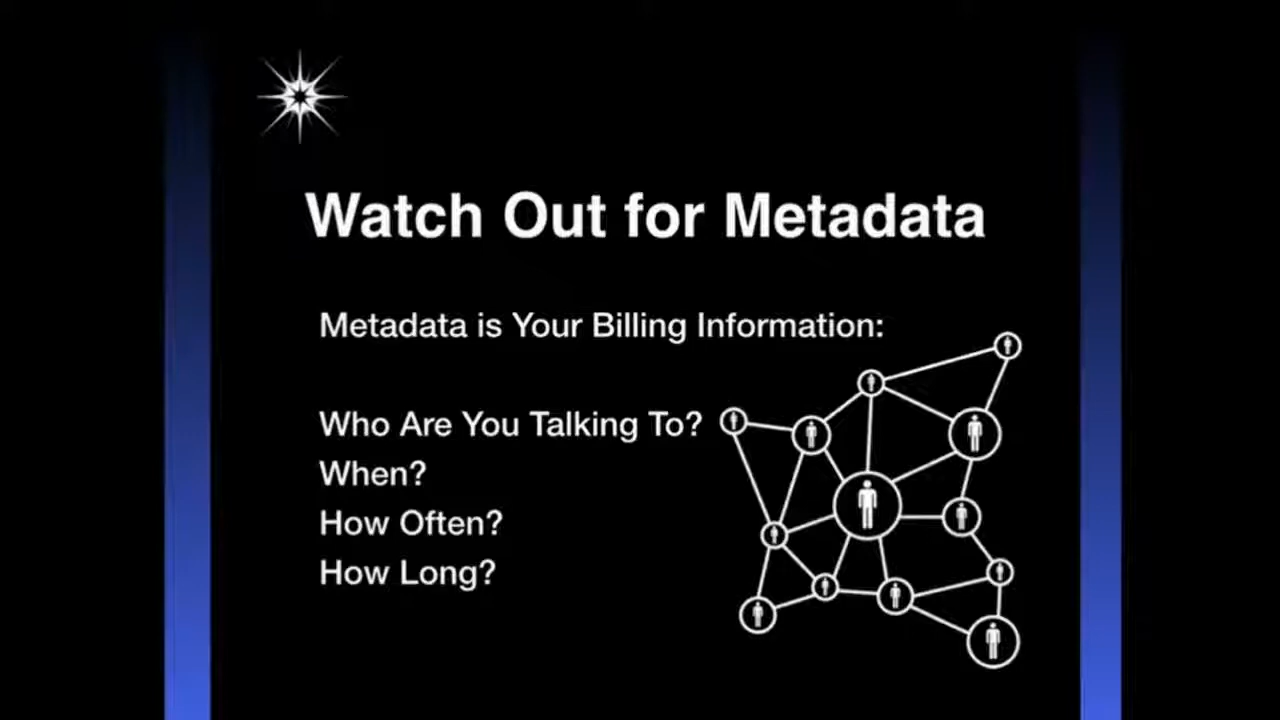 Watch Out for Metadata
Metadata is Your Billing Information:
Who Are You Talking To?
When?
How Often?
How Long?